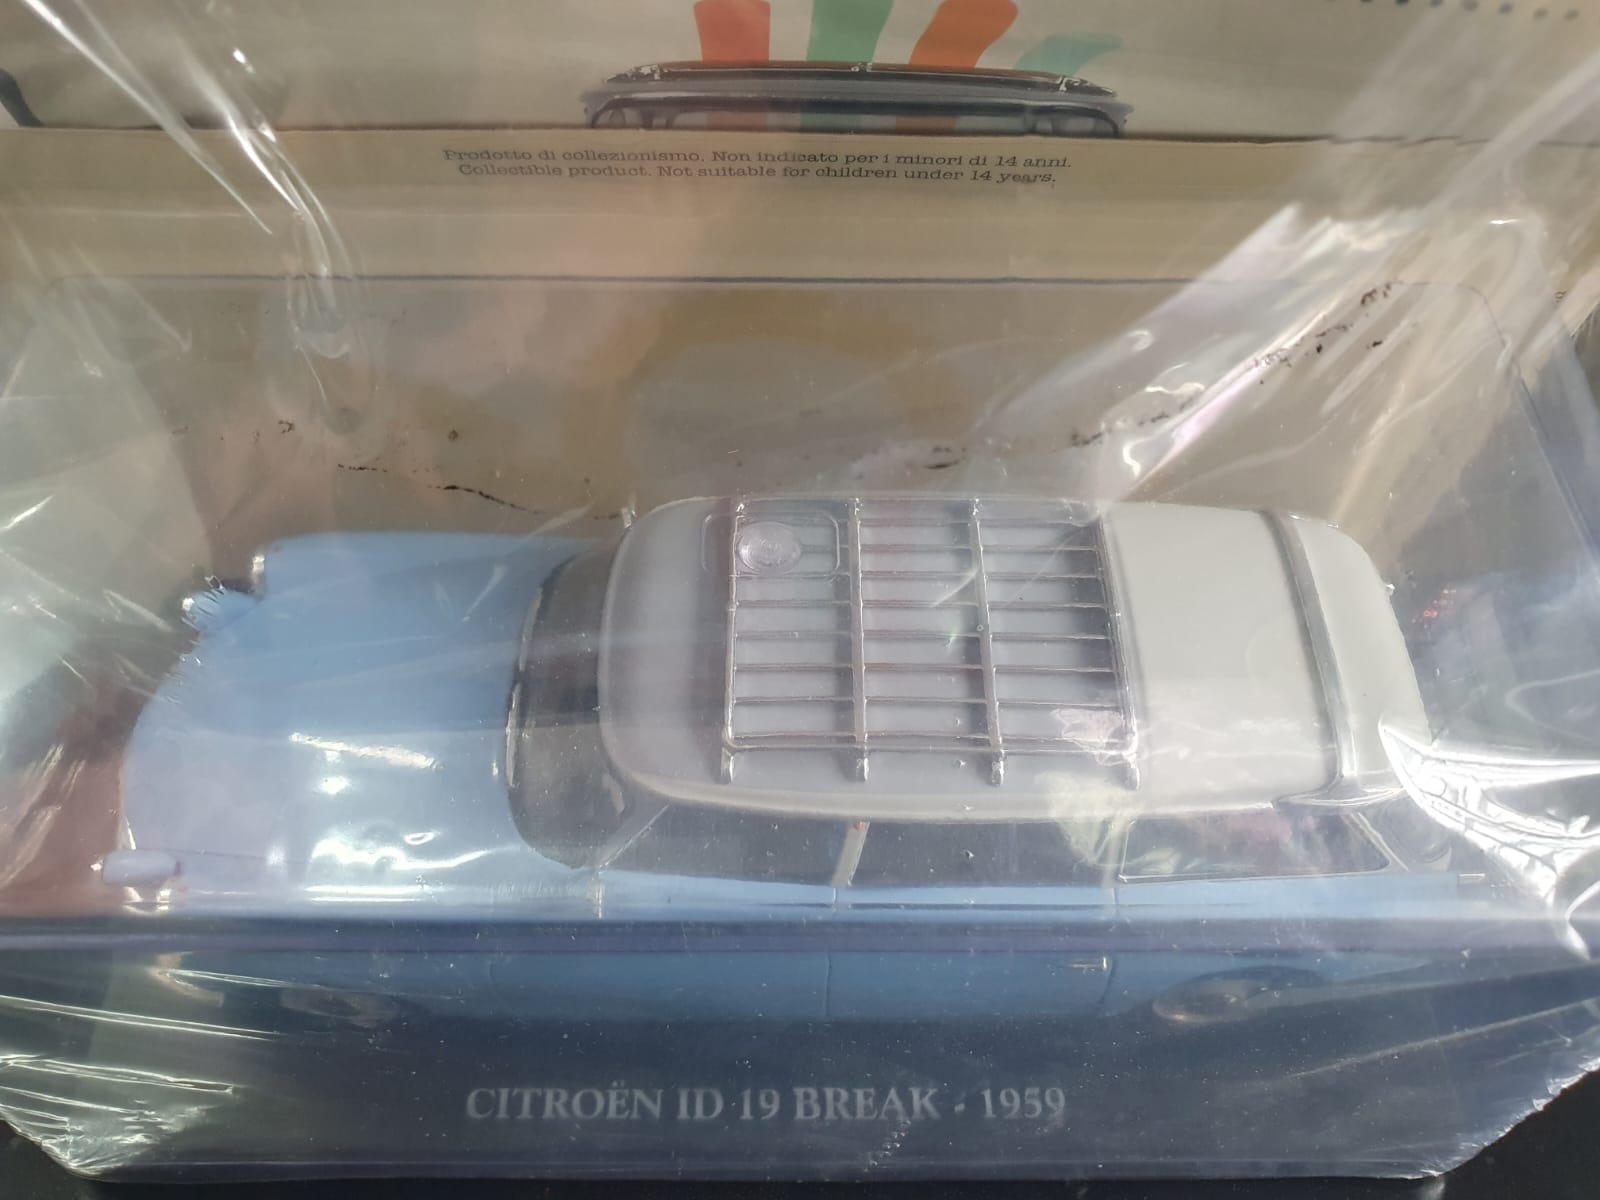 Prodotto di collezionismo. Non indicato per i minori di 14 anni.
Collectible product. Not suitable for children under 14 years.
CITROËN ID 19 BREAK - 1959